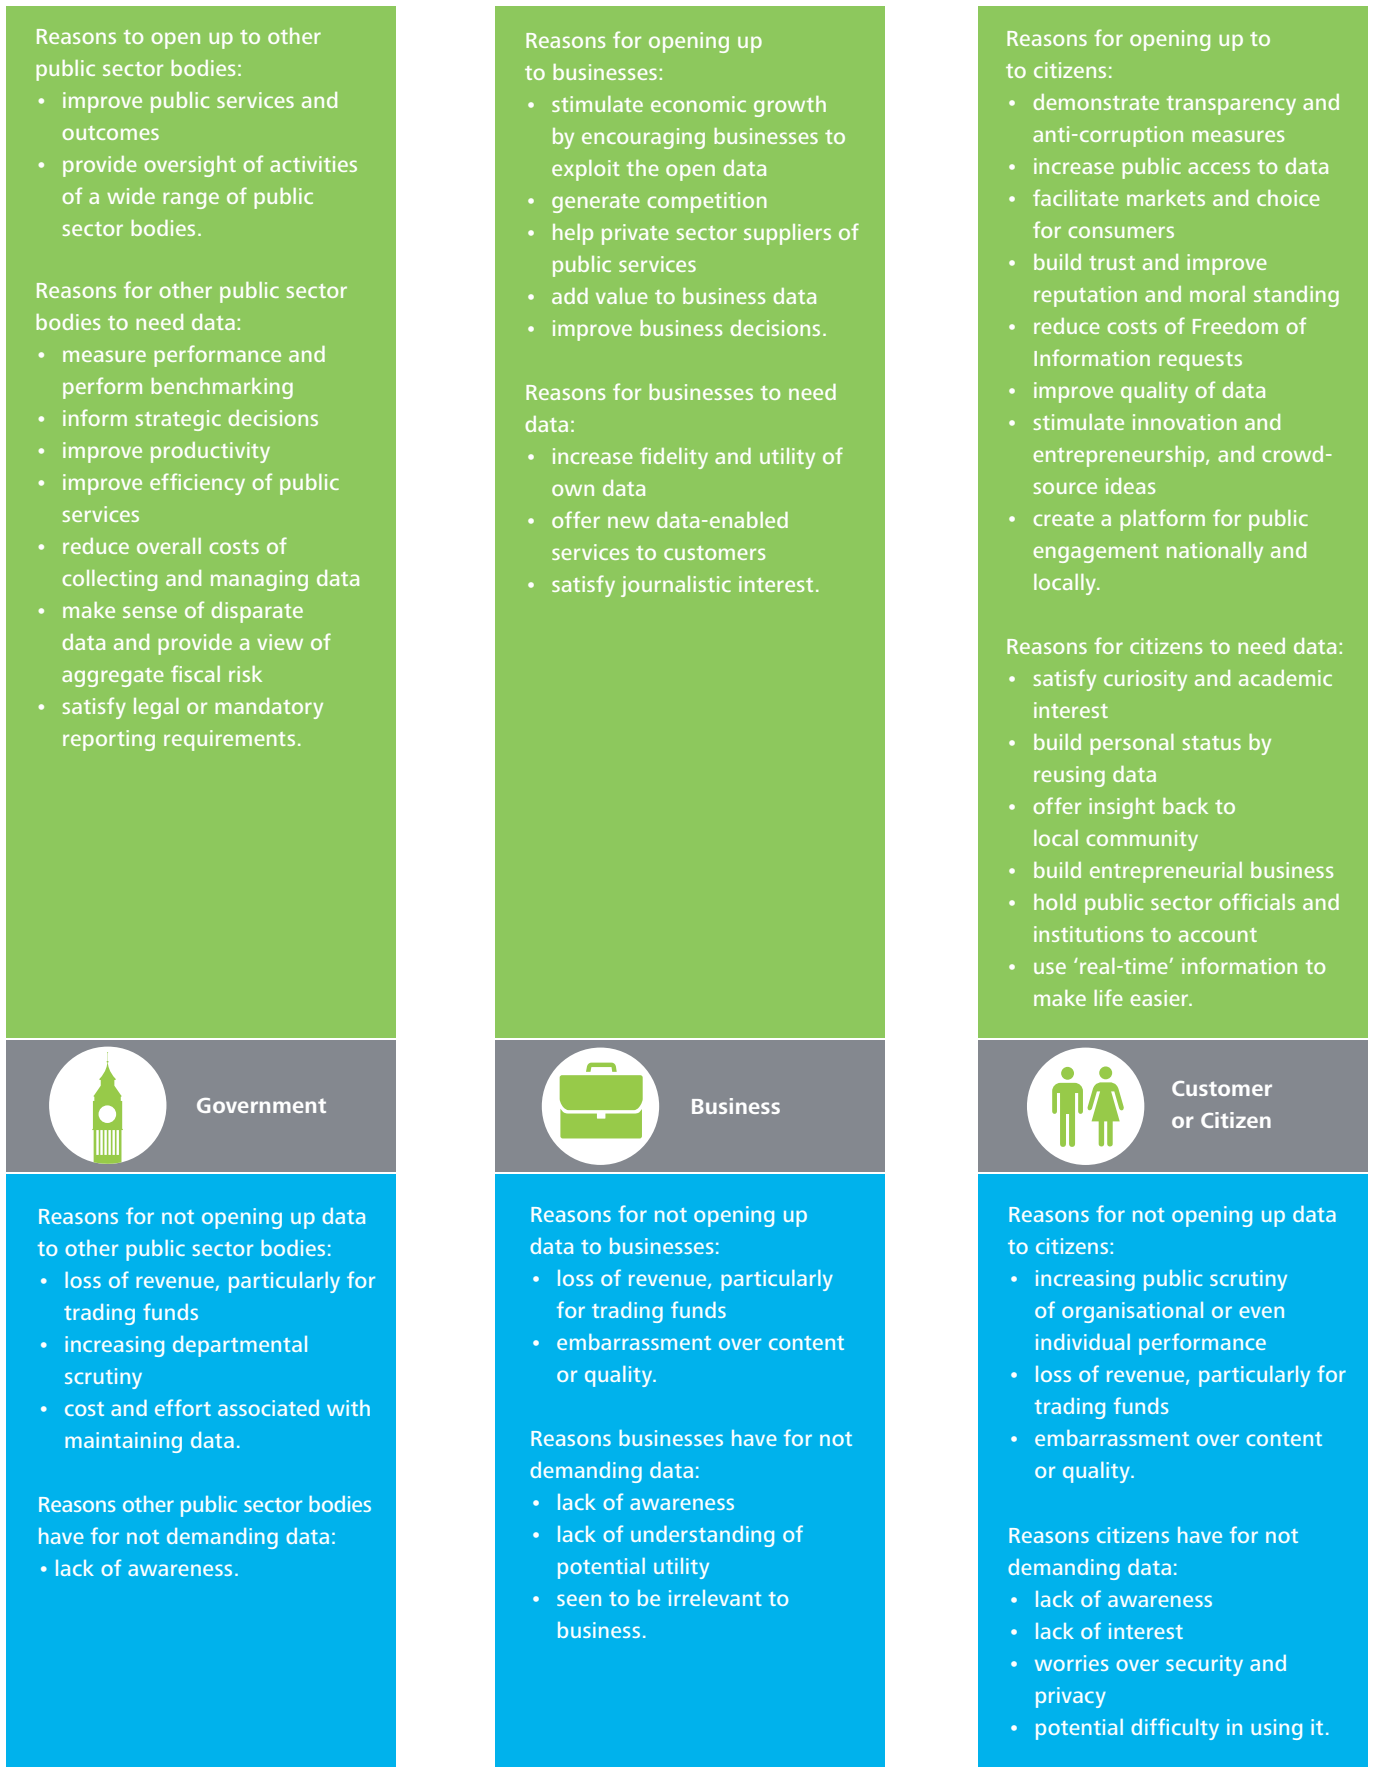 Reasons to open up to other
public sector bodies:
• improve public services and
outcomes
• provide oversight of activities
of a wide range of public
sector bodies.
Reasons for other public sector
bodies to need data:
• measure performance and
perform benchmarking
• inform strategic decisions
• improve productivity
• improve efficiency of public
services
• reduce overall costs of
collecting and managing data
• make sense of disparate
data and provide a view of
aggregate fiscal risk
• satisfy legal or mandatory
reporting requirements.
Government
Reasons for not opening up data
to other public sector bodies:
• loss of revenue, particularly for
trading funds
• increasing departmental
scrutiny
• cost and effort associated with
maintaining data.
Reasons other public sector bodies
have for not demanding data:
• lack of awareness.
Reasons for opening up
to businesses:
• stimulate economic growth
by encouraging businesses to
exploit the open data
• generate competition
• help private sector suppliers of
public services
• add value to business data
• improve business decisions.
Reasons for businesses to need
data:
• increase fidelity and utility of
own data
• offer new data-enabled
services to customers
• satisfy journalistic interest.
Business
Reasons for not opening up
data to businesses:
• loss of revenue, particularly
for trading funds
• embarrassment over content
or quality.
Reasons businesses have for not
demanding data:
• lack of awareness
• lack of understanding of
potential utility
• seen to be irrelevant to
business.
Reasons for opening up to
to citizens:
• demonstrate transparency and
anti-corruption measures
• increase public access to data
• facilitate markets and choice
for consumers
• build trust and improve
reputation and moral standing
• reduce costs of Freedom of
Information requests
• improve quality of data
• stimulate innovation and
entrepreneurship, and crowd-
source ideas
• create a platform for public
engagement nationally and
locally.
Reasons for citizens to need data:
• satisfy curiosity and academic
interest
• build personal status by
reusing data
• offer insight back to
local community
• build entrepreneurial business
• hold public sector officials and
institutions to account
• use ‘real-time’ information to
make life easier.
Customer
or Citizen
Reasons for not opening up data
to citizens:
• increasing public scrutiny
of organisational or even
individual performance
• loss of revenue, particularly for
trading funds
• embarrassment over content
or quality.
Reasons citizens have for not
demanding data:
• lack of awareness
• lack of interest
• worries over security and
privacy
• potential difficulty in using it.